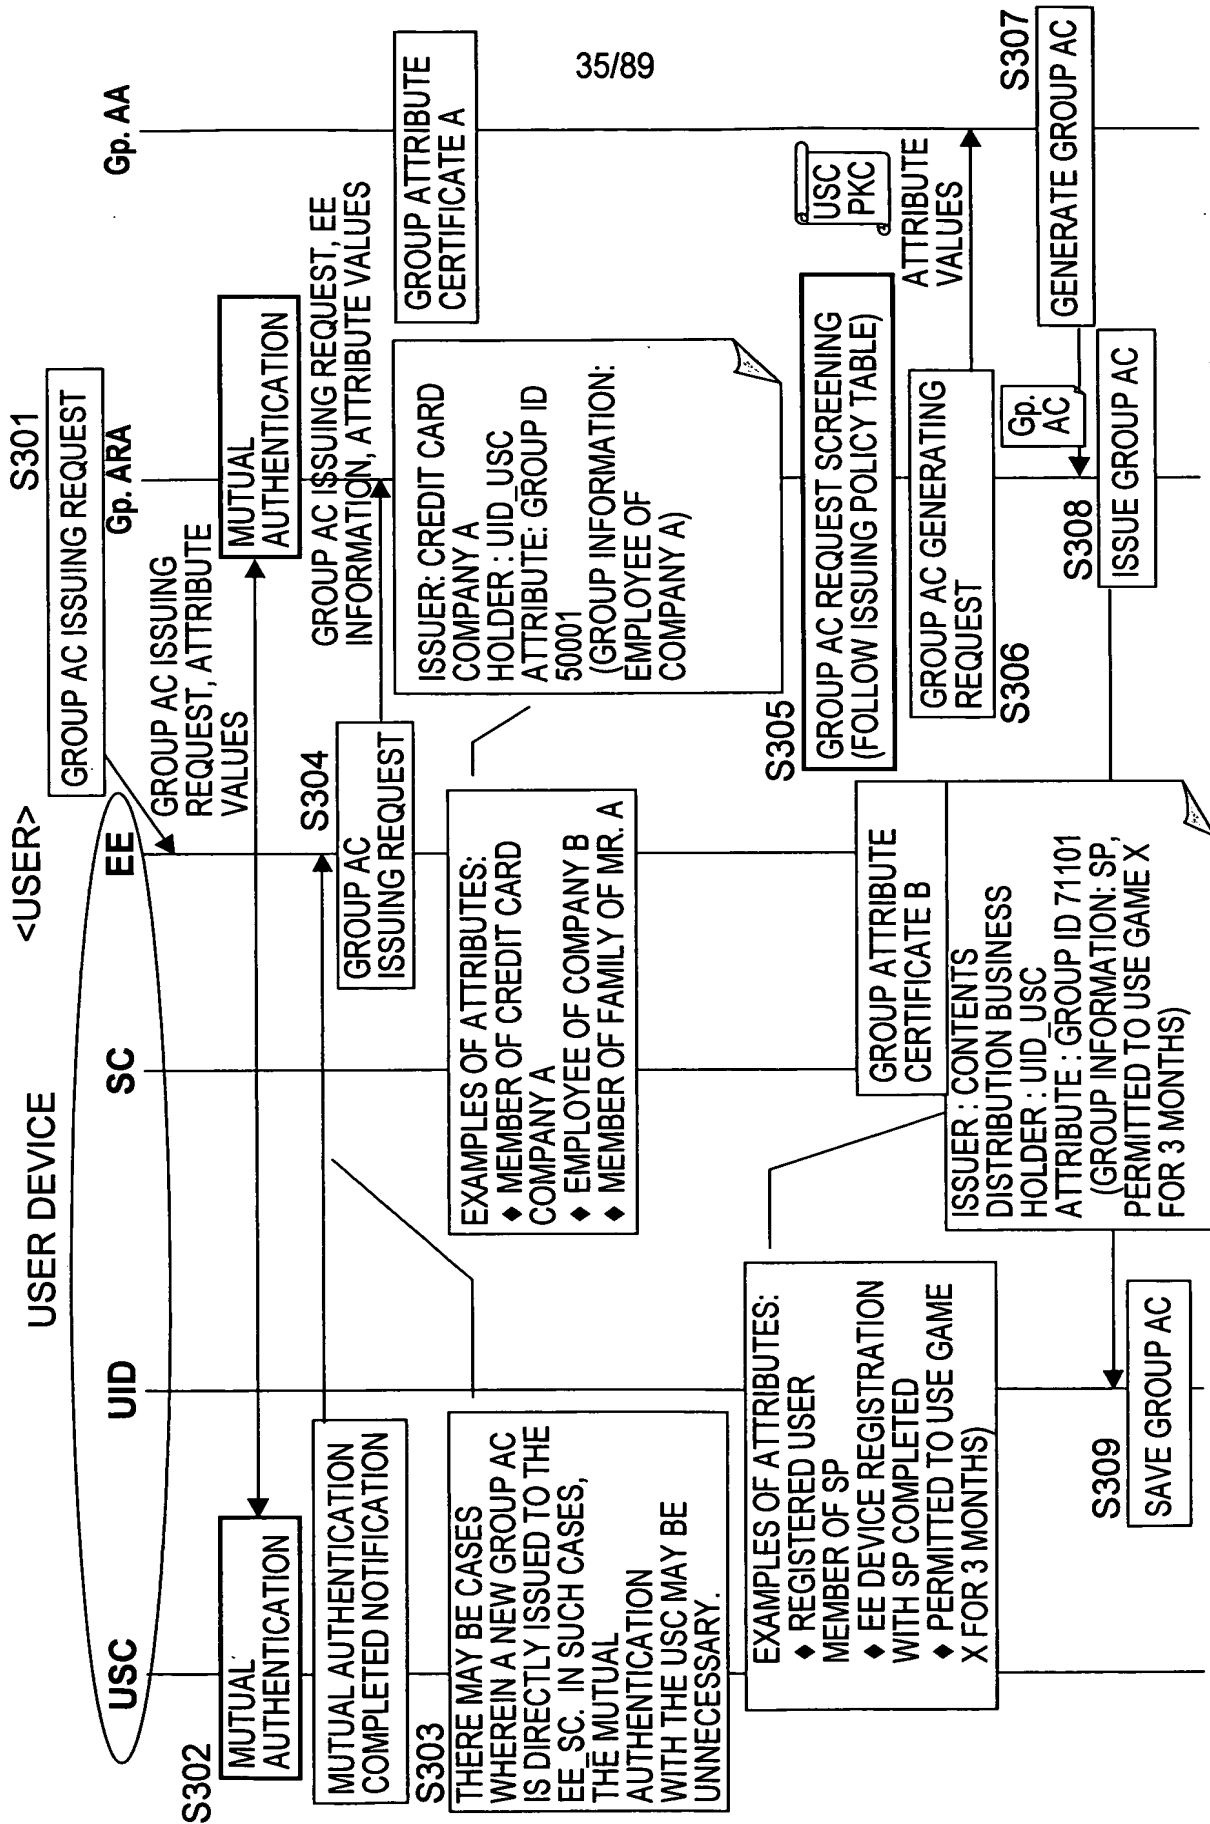 35/89
<USER>
USER DEVICE
USC
UID
SC
EE
Gp. ARA
Gp. AA
S301
GROUP AC ISSUING REQUEST
GROUP AC ISSUING
REQUEST, ATTRIBUTE
VALUES
S302
MUTUAL
AUTHENTICATION
MUTUAL
AUTHENTICATION
MUTUAL AUTHENTICATION
COMPLETED NOTIFICATION
S303
S304
GROUP AC
ISSUING REQUEST
GROUP AC ISSUING REQUEST, EE
INFORMATION, ATTRIBUTE VALUES
THERE MAY BE CASES
WHEREIN A NEW GROUP AC
IS DIRECTLY ISSUED TO THE
EE_SC. IN SUCH CASES,
THE MUTUAL
AUTHENTICATION
WITH THE USC MAY BE
UNNECESSARY.
EXAMPLES OF ATTRIBUTES:
◆ MEMBER OF CREDIT CARD
COMPANY A
◆ EMPLOYEE OF COMPANY B
◆ MEMBER OF FAMILY OF MR. A
GROUP ATTRIBUTE
CERTIFICATE A
ISSUER: CREDIT CARD
COMPANY A
HOLDER : UID_USC
ATTRIBUTE: GROUP ID
50001
(GROUP INFORMATION:
EMPLOYEE OF
COMPANY A)
S305
GROUP AC REQUEST SCREENING
(FOLLOW ISSUING POLICY TABLE)
USC
PKC
ATTRIBUTE
VALUES
GROUP AC GENERATING
REQUEST
S306
S307
GENERATE GROUP AC
Gp.
AC
S308
ISSUE GROUP AC
EXAMPLES OF ATTRIBUTES:
◆ REGISTERED USER
MEMBER OF SP
◆ EE DEVICE REGISTRATION
WITH SP COMPLETED
◆ PERMITTED TO USE GAME
X FOR 3 MONTHS)
GROUP ATTRIBUTE
CERTIFICATE B
ISSUER : CONTENTS
DISTRIBUTION BUSINESS
HOLDER : UID_USC
ATTRIBUTE : GROUP ID 71101
(GROUP INFORMATION: SP,
PERMITTED TO USE GAME X
FOR 3 MONTHS)
S309
SAVE GROUP AC